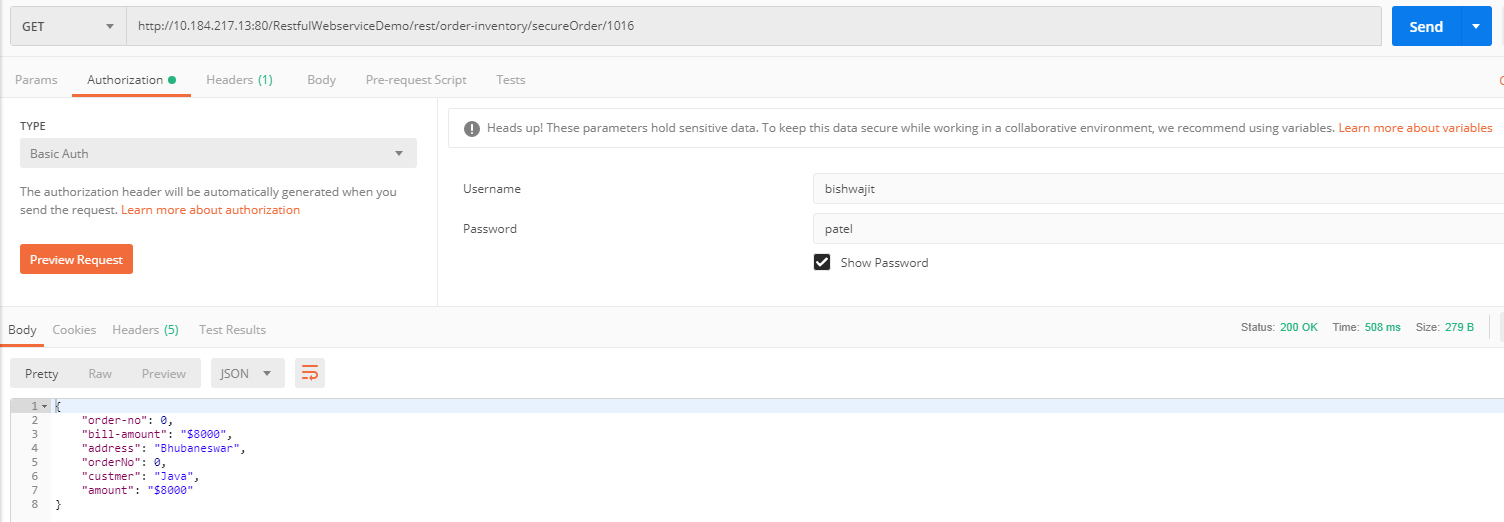 GET http://10.184.217.13:80/RestfulWebserviceDemo/rest/order-inventory/secureOrder/1016 Send
Params Authorization Headers (1) Body Pre-request Script Tests
TYPE
Basic Auth
The authorization header will be automatically generated when you
send the request. Learn more about authorization
Preview Request
Heads up! These parameters hold sensitive data. To keep this data secure while working in a collaborative environment, we recommend using variables. Learn more about variables
Username bishwajit
Password patel
Show Password
Body Cookies Headers (5) Test Results Status: 200 OK Time: 508 ms Size: 279 B
Pretty Raw Preview JSON
1 {
2 "order-no": 0,
3 "bill-amount": "$8000",
4 "address": "Bhubaneswar",
5 "orderNo": 0,
6 "custmer": "Java",
7 "amount": "$8000"
8 }